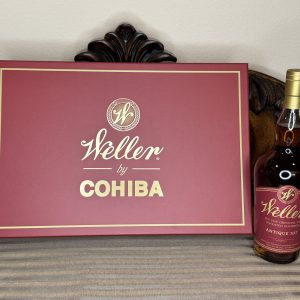 W
Weller®
by
COHIBA
W
Weller
ANTIQUE 107